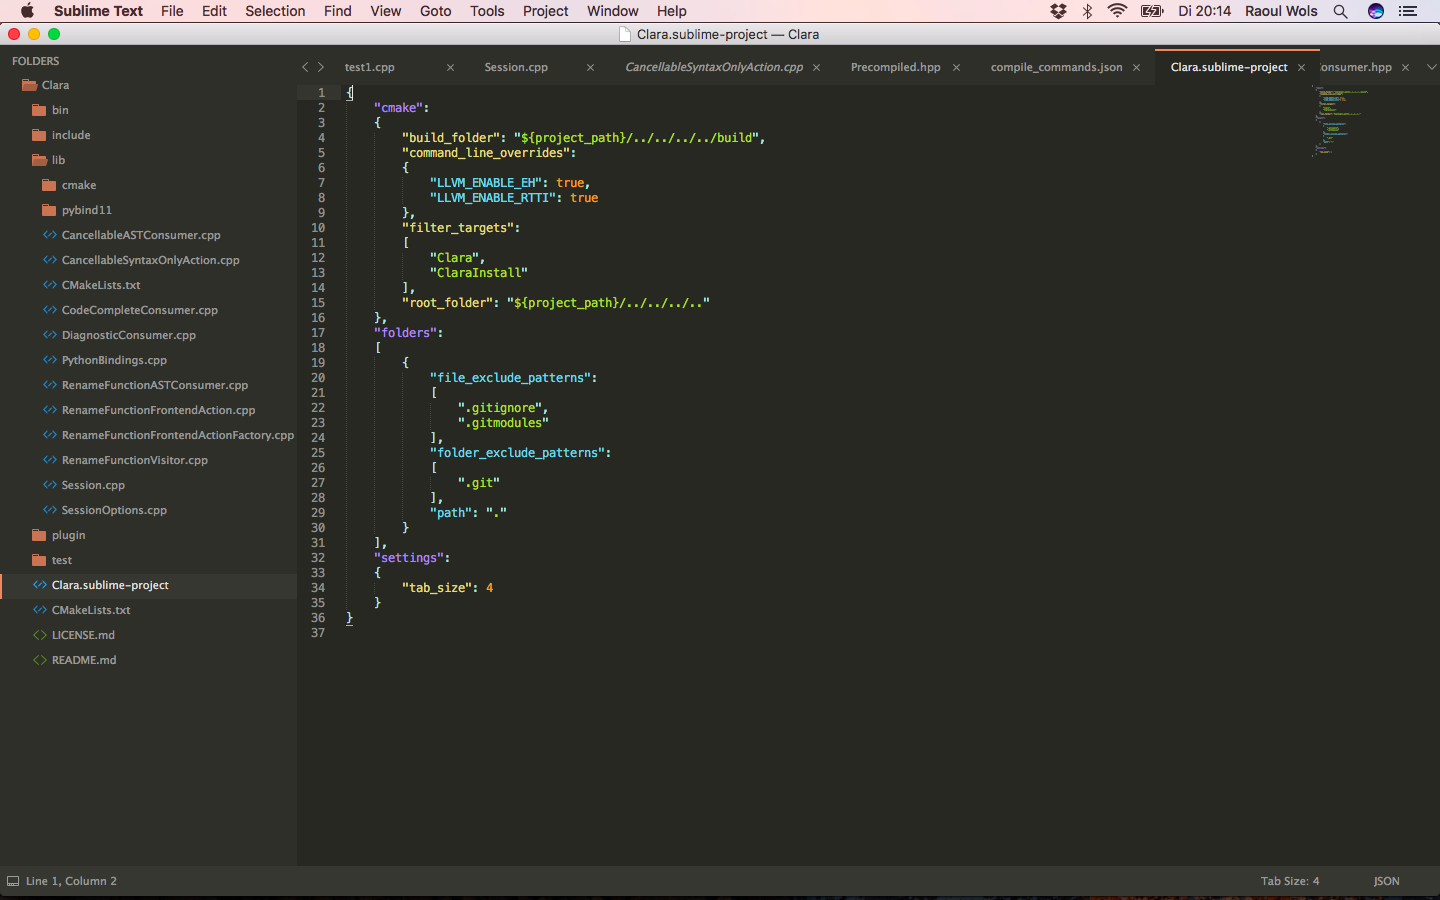 Sublime Text File Edit Selection Find View Goto Tools Project Window Help Di 20:14 Raoul Wols
Clara.sublime-project — Clara
FOLDERS
Clara
bin
include
lib
cmake
pybind11
CancellableASTConsumer.cpp
CancellableSyntaxOnlyAction.cpp
CMakeLists.txt
CodeCompleteConsumer.cpp
DiagnosticConsumer.cpp
PythonBindings.cpp
RenameFunctionASTConsumer.cpp
RenameFunctionFrontendAction.cpp
RenameFunctionFrontendActionFactory.cpp
RenameFunctionVisitor.cpp
Session.cpp
SessionOptions.cpp
plugin
test
Clara.sublime-project
CMakeLists.txt
LICENSE.md
README.md
test1.cpp Session.cpp CancellableSyntaxOnlyAction.cpp Precompiled.hpp compile_commands.json Clara.sublime-project onsumer.hpp
1 {
2 "cmake":
3 {
4 "build_folder": "${project_path}/../../../../build",
5 "command_line_overrides":
6 {
7 "LLVM_ENABLE_EH": true,
8 "LLVM_ENABLE_RTTI": true
9 },
10 "filter_targets":
11 [
12 "Clara",
13 "ClaraInstall"
14 ],
15 "root_folder": "${project_path}/../../../.."
16 },
17 "folders":
18 [
19 {
20 "file_exclude_patterns":
21 [
22 ".gitignore",
23 ".gitmodules"
24 ],
25 "folder_exclude_patterns":
26 [
27 ".git"
28 ],
29 "path": "."
30 }
31 ],
32 "settings":
33 {
34 "tab_size": 4
35 }
36 }
37
Line 1, Column 2 Tab Size: 4 JSON